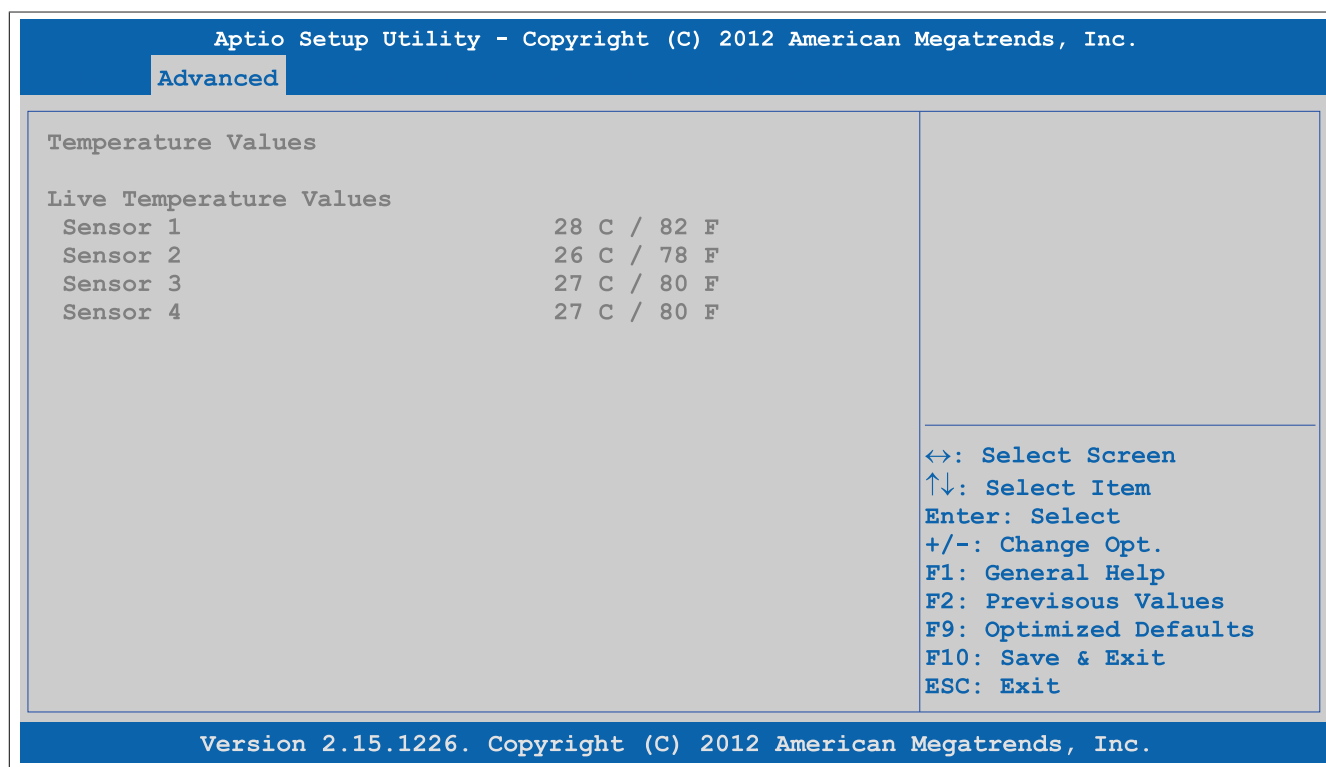 Aptio Setup Utility - Copyright (C) 2012 American Megatrends, Inc.
Advanced
Temperature Values
Live Temperature Values
Sensor 1 28 C / 82 F
Sensor 2 26 C / 78 F
Sensor 3 27 C / 80 F
Sensor 4 27 C / 80 F
↔: Select Screen
↑↓: Select Item
Enter: Select
+/-: Change Opt.
F1: General Help
F2: Previsous Values
F9: Optimized Defaults
F10: Save & Exit
ESC: Exit
Version 2.15.1226. Copyright (C) 2012 American Megatrends, Inc.